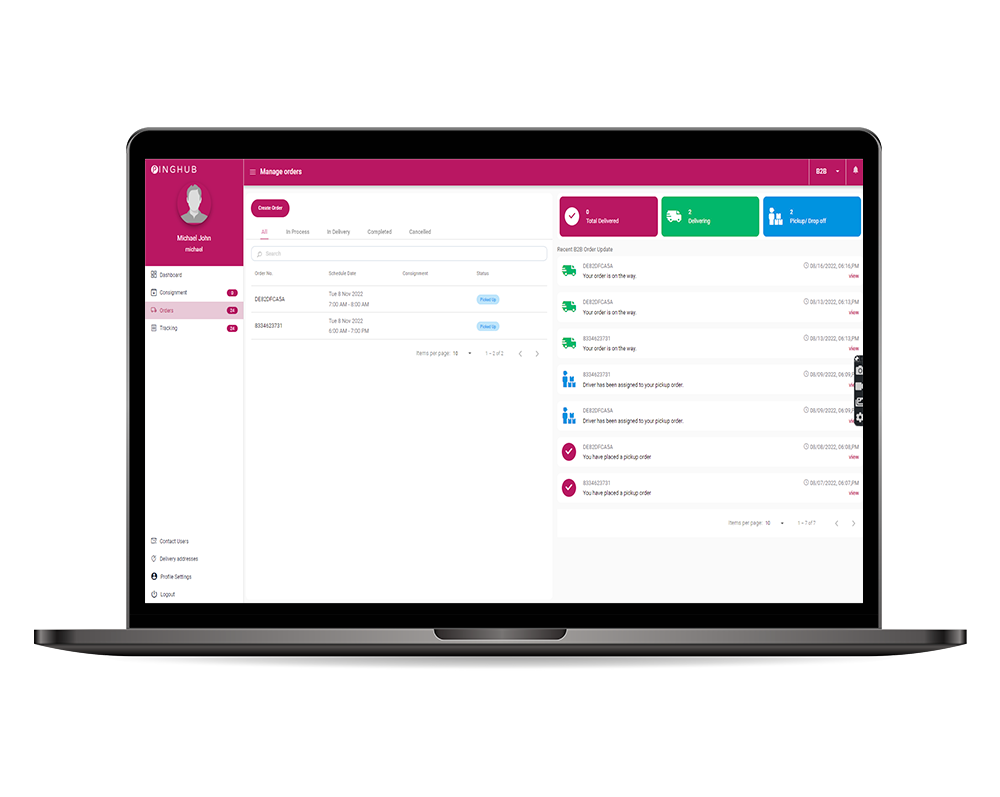 PINGHUB
Michael John
michael
Dashboard
Consignment
Orders 24
Tracking 24
Contact Users
Delivery addresses
Profile Settings
Logout
Manage orders
B2B
Create Order
All In Process In Delivery Completed Cancelled
Search
Order No. Schedule Date Consignment Status
DE82DFCA5A Tue 8 Nov 2022 7:00 AM - 8:00 AM Picked Up
8334623731 Tue 8 Nov 2022 6:00 AM - 7:00 PM Picked Up
Items per page: 10 1 – 2 of 2
0
Total Delivered
2
Delivering
2
Pickup/ Drop off
Recent B2B Order Update
DE82DFCA5A 08/16/2022, 06:16,PM
Your order is on the way. view
DE82DFCA5A 08/13/2022, 06:13,PM
Your order is on the way. view
8334623731 08/13/2022, 06:13,PM
Your order is on the way. view
8334623731 08/09/2022, 06:09,
Driver has been assigned to your pickup order.
DE82DFCA5A 08/09/2022, 06:09,
Driver has been assigned to your pickup order.
DE82DFCA5A 08/08/2022, 06:08,PM
You have placed a pickup order view
8334623731 08/07/2022, 06:07,PM
You have placed a pickup order view
Items per page: 10 1 – 7 of 7